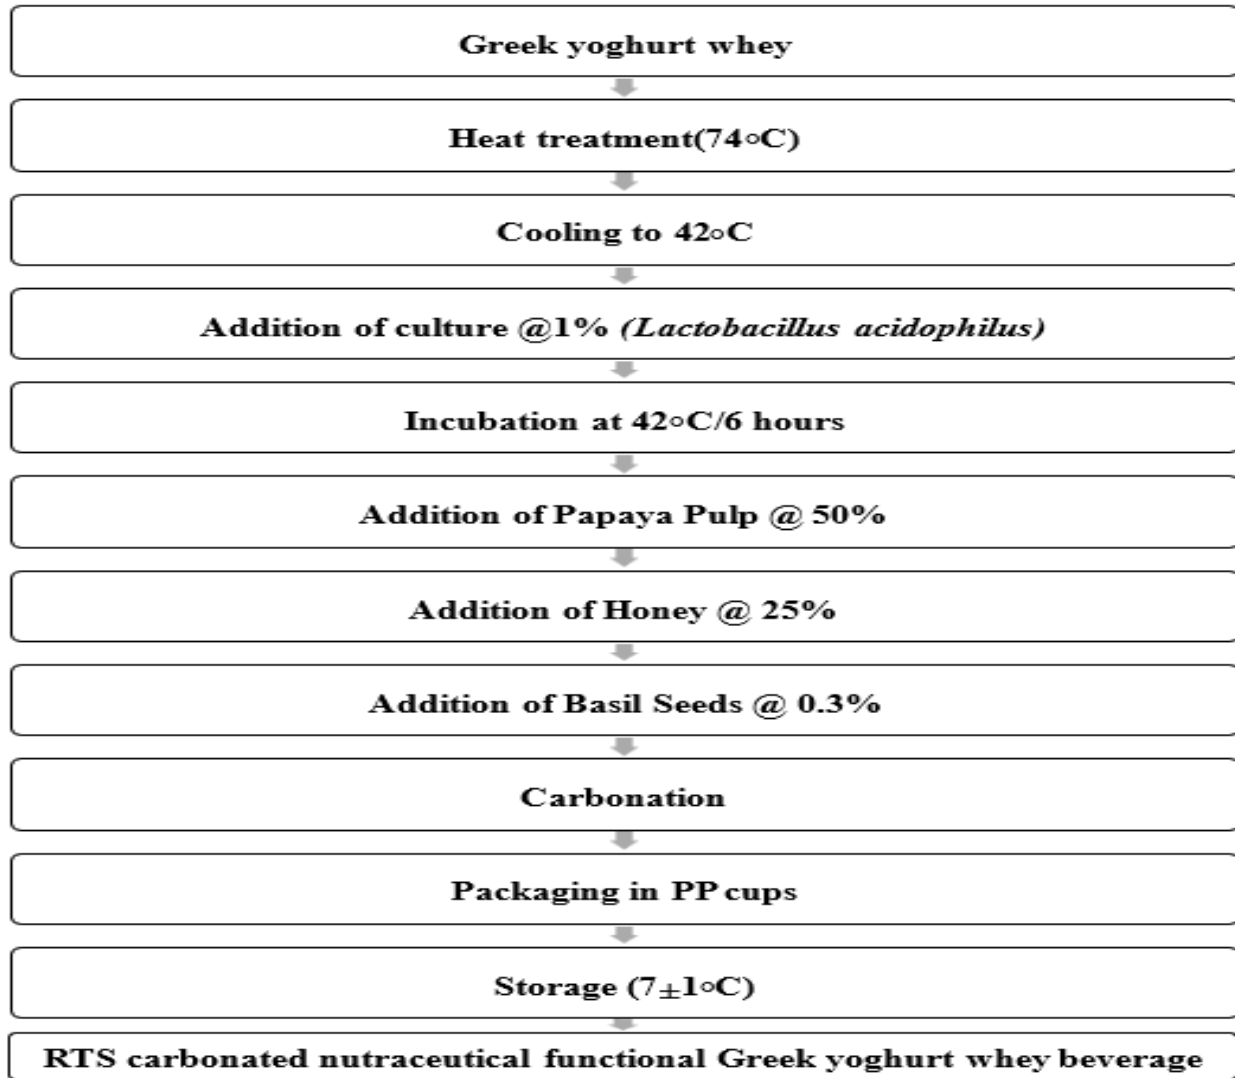 Greek yoghurt whey
Heat treatment(74∘C)
Cooling to 42∘C
Addition of culture @1% (Lactobacillus acidophilus)
Incubation at 42∘C/6 hours
Addition of Papaya Pulp @ 50%
Addition of Honey @ 25%
Addition of Basil Seeds @ 0.3%
Carbonation
Packaging in PP cups
Storage (7±1∘C)
RTS carbonated nutraceutical functional Greek yoghurt whey beverage